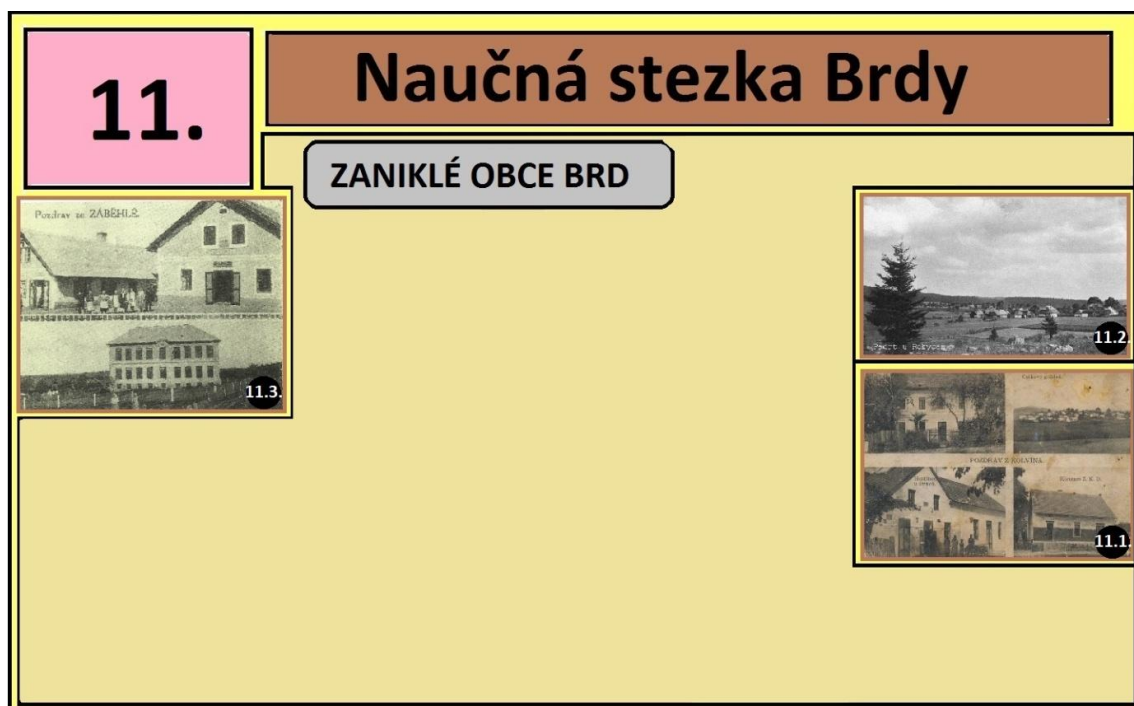 11.
Naučná stezka Brdy
ZANIKLÉ OBCE BRD
Pozdrav ze ZÁBĚHLÉ.
11.3.
11.2.
POZDRAV Z KOLVÍNA
11.1.